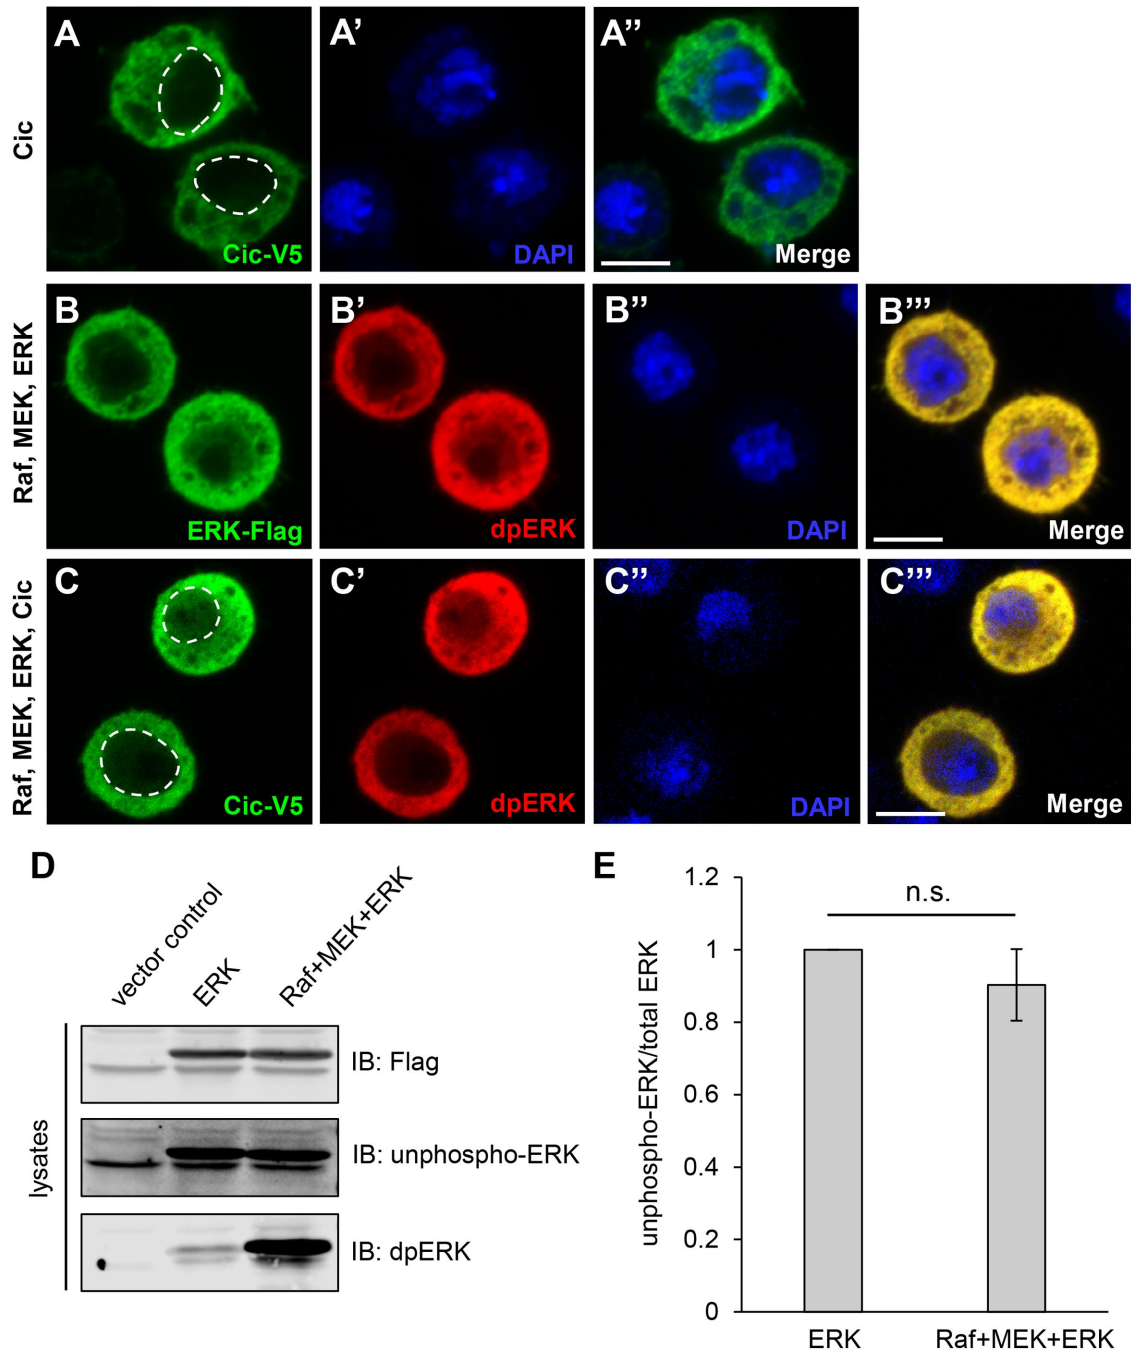 Cic
A
Cic-V5
A’
DAPI
A’’
Merge
Raf, MEK, ERK
B
ERK-Flag
B’
dpERK
B’’
DAPI
B’’’
Merge
Raf, MEK, ERK, Cic
C
Cic-V5
C’
dpERK
C’’
DAPI
C’’’
Merge
D
vector control
ERK
Raf+MEK+ERK
lysates
IB: Flag
IB: unphospho-ERK
IB: dpERK
E
unphospho-ERK/total ERK
1.2
1
0.8
0.6
0.4
0.2
0
n.s.
ERK
Raf+MEK+ERK